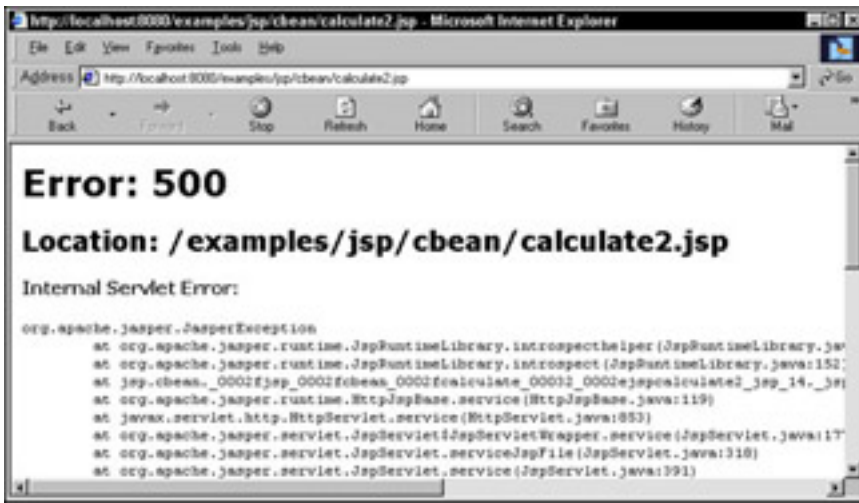 http://localhost:8080/examples/jsp/cbean/calculate2.jsp - Microsoft Internet Explorer
File Edit View Favorites Tools Help
Address http://localhost:8080/examples/jsp/cbean/calculate2.jsp Go
Back Forward Stop Refresh Home Search Favorites History Mail
Error: 500
Location: /examples/jsp/cbean/calculate2.jsp
Internal Servlet Error:
org.apache.jasper.JasperException
at org.apache.jasper.runtime.JspRuntimeLibrary.introspecthelper(JspRuntimeLibrary.jav
at org.apache.jasper.runtime.JspRuntimeLibrary.introspect(JspRuntimeLibrary.java:152)
at jsp.cbean._0002fjsp_0002fcbean_0002fcalculate_00032_0002ejspcalculate2_jsp_14._jsp
at org.apache.jasper.runtime.HttpJspBase.service(HttpJspBase.java:119)
at javax.servlet.http.HttpServlet.service(HttpServlet.java:853)
at org.apache.jasper.servlet.JspServlet$JspServletWrapper.service(JspServlet.java:17
at org.apache.jasper.servlet.JspServlet.serviceJspFile(JspServlet.java:318)
at org.apache.jasper.servlet.JspServlet.service(JspServlet.java:391)